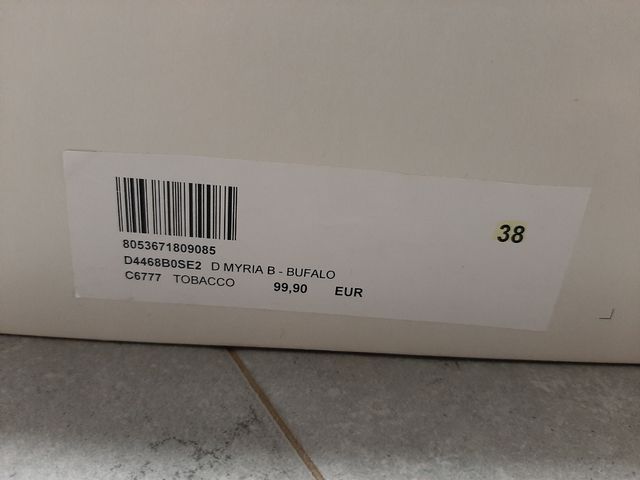 8053671809085
38
D4468B0SE2 D MYRIA B - BUFALO
C6777 TOBACCO 99,90 EUR